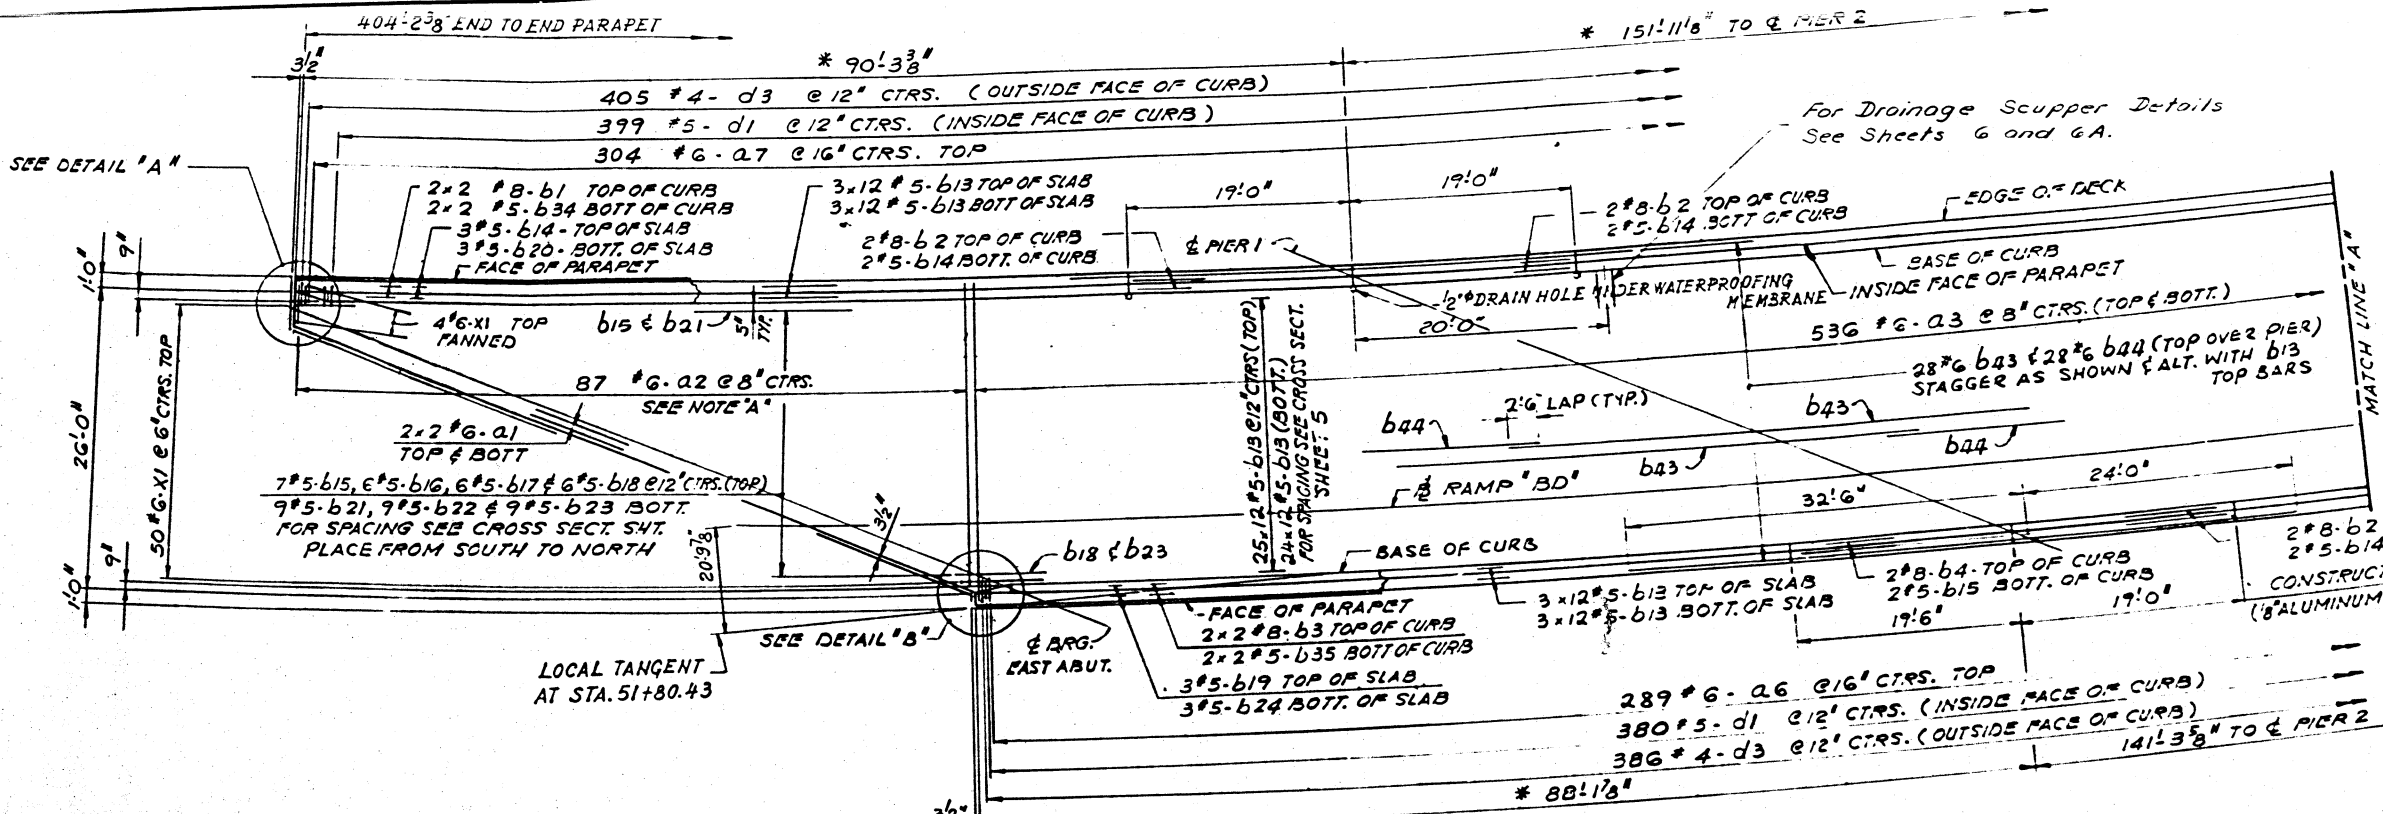 404'-2⅜" END TO END PARAPET
* 151'-11⅛" TO ℄ PIER 2
3½"
* 90'-3⅜"
405 #4 - d3 @ 12" CTRS. (OUTSIDE FACE OF CURB)
399 #5 - d1 @ 12" CTRS. (INSIDE FACE OF CURB)
304 #6 - a7 @ 16" CTRS. TOP
For Drainage Scupper Details
See Sheets 6 and 6A.
SEE DETAIL "A"
2x2 #8-b1 TOP OF CURB
2x2 #5-b34 BOTT OF CURB
3#5-b14-TOP OF SLAB
3#5-b20-BOTT. OF SLAB
FACE OF PARAPET
3x12 #5-b13 TOP OF SLAB
3x12 #5-b13 BOTT OF SLAB
2#8-b2 TOP OF CURB
2#5-b14 BOTT. OF CURB
19'-0"
19'-0"
℄ PIER 1
2#8-b2 TOP OF CURB
2#5-b14 BOTT OF CURB
EDGE OF DECK
BASE OF CURB
INSIDE FACE OF PARAPET
½"φ DRAIN HOLE UNDER WATERPROOFING
MEMBRANE
20'-0"
1'-0"
9"
4#6-X1 TOP
FANNED
b15 & b21
5"
TYP.
536 #6-a3 @ 8" CTRS. (TOP & BOTT.)
28#6 b43 & 28#6 b44 (TOP OVER PIER)
STAGGER AS SHOWN & ALT. WITH b13
TOP BARS
MATCH LINE "A"
26'-0"
50 #6-X1 @ 6" CTRS. TOP
87 #6-a2 @ 8" CTRS.
SEE NOTE "A"
25x12#5-b13 @ 12" CTRS (TOP),
24x12#5-b13 (BOTT.)
FOR SPACING SEE CROSS SECT.
SHEET 5
2'-6" LAP (TYP.)
b44
b43
b43
b44
2x2 #6-a1
TOP & BOTT
7#5-b15, 6#5-b16, 6#5-b17 & 6#5-b18 @ 12" CTRS. (TOP)
9#5-b21, 9#5-b22 & 9#5-b23 BOTT.
FOR SPACING SEE CROSS SECT. SHT.
PLACE FROM SOUTH TO NORTH
℄ RAMP "BD"
32'-6"
24'-0"
3½"
20'-9⅞"
9"
1'-0"
b18 & b23
BASE OF CURB
FACE OF PARAPET
2x2 #8-b3 TOP OF CURB
2x2 #5-b35 BOTT OF CURB
3#5-b19 TOP OF SLAB
3#5-b24 BOTT. OF SLAB
SEE DETAIL "B"
℄ BRG.
EAST ABUT.
LOCAL TANGENT
AT STA. 51+80.43
3x12#5-b13 TOP OF SLAB
3x12#5-b13 BOTT. OF SLAB
2#8-b4-TOP OF CURB
2#5-b15 BOTT. OF CURB
19'-6"
19'-0"
2#8-b2
2#5-b14
CONSTRUCT
(⅛" ALUMINUM
289 #6 - a6 @ 16" CTRS. TOP
380 #5 - d1 @ 12" CTRS. (INSIDE FACE OF CURB)
386 #4-d3 @ 12" CTRS. (OUTSIDE FACE OF CURB)
141'-3⅝" TO ℄ PIER 2
* 88'-1⅞"
3½"